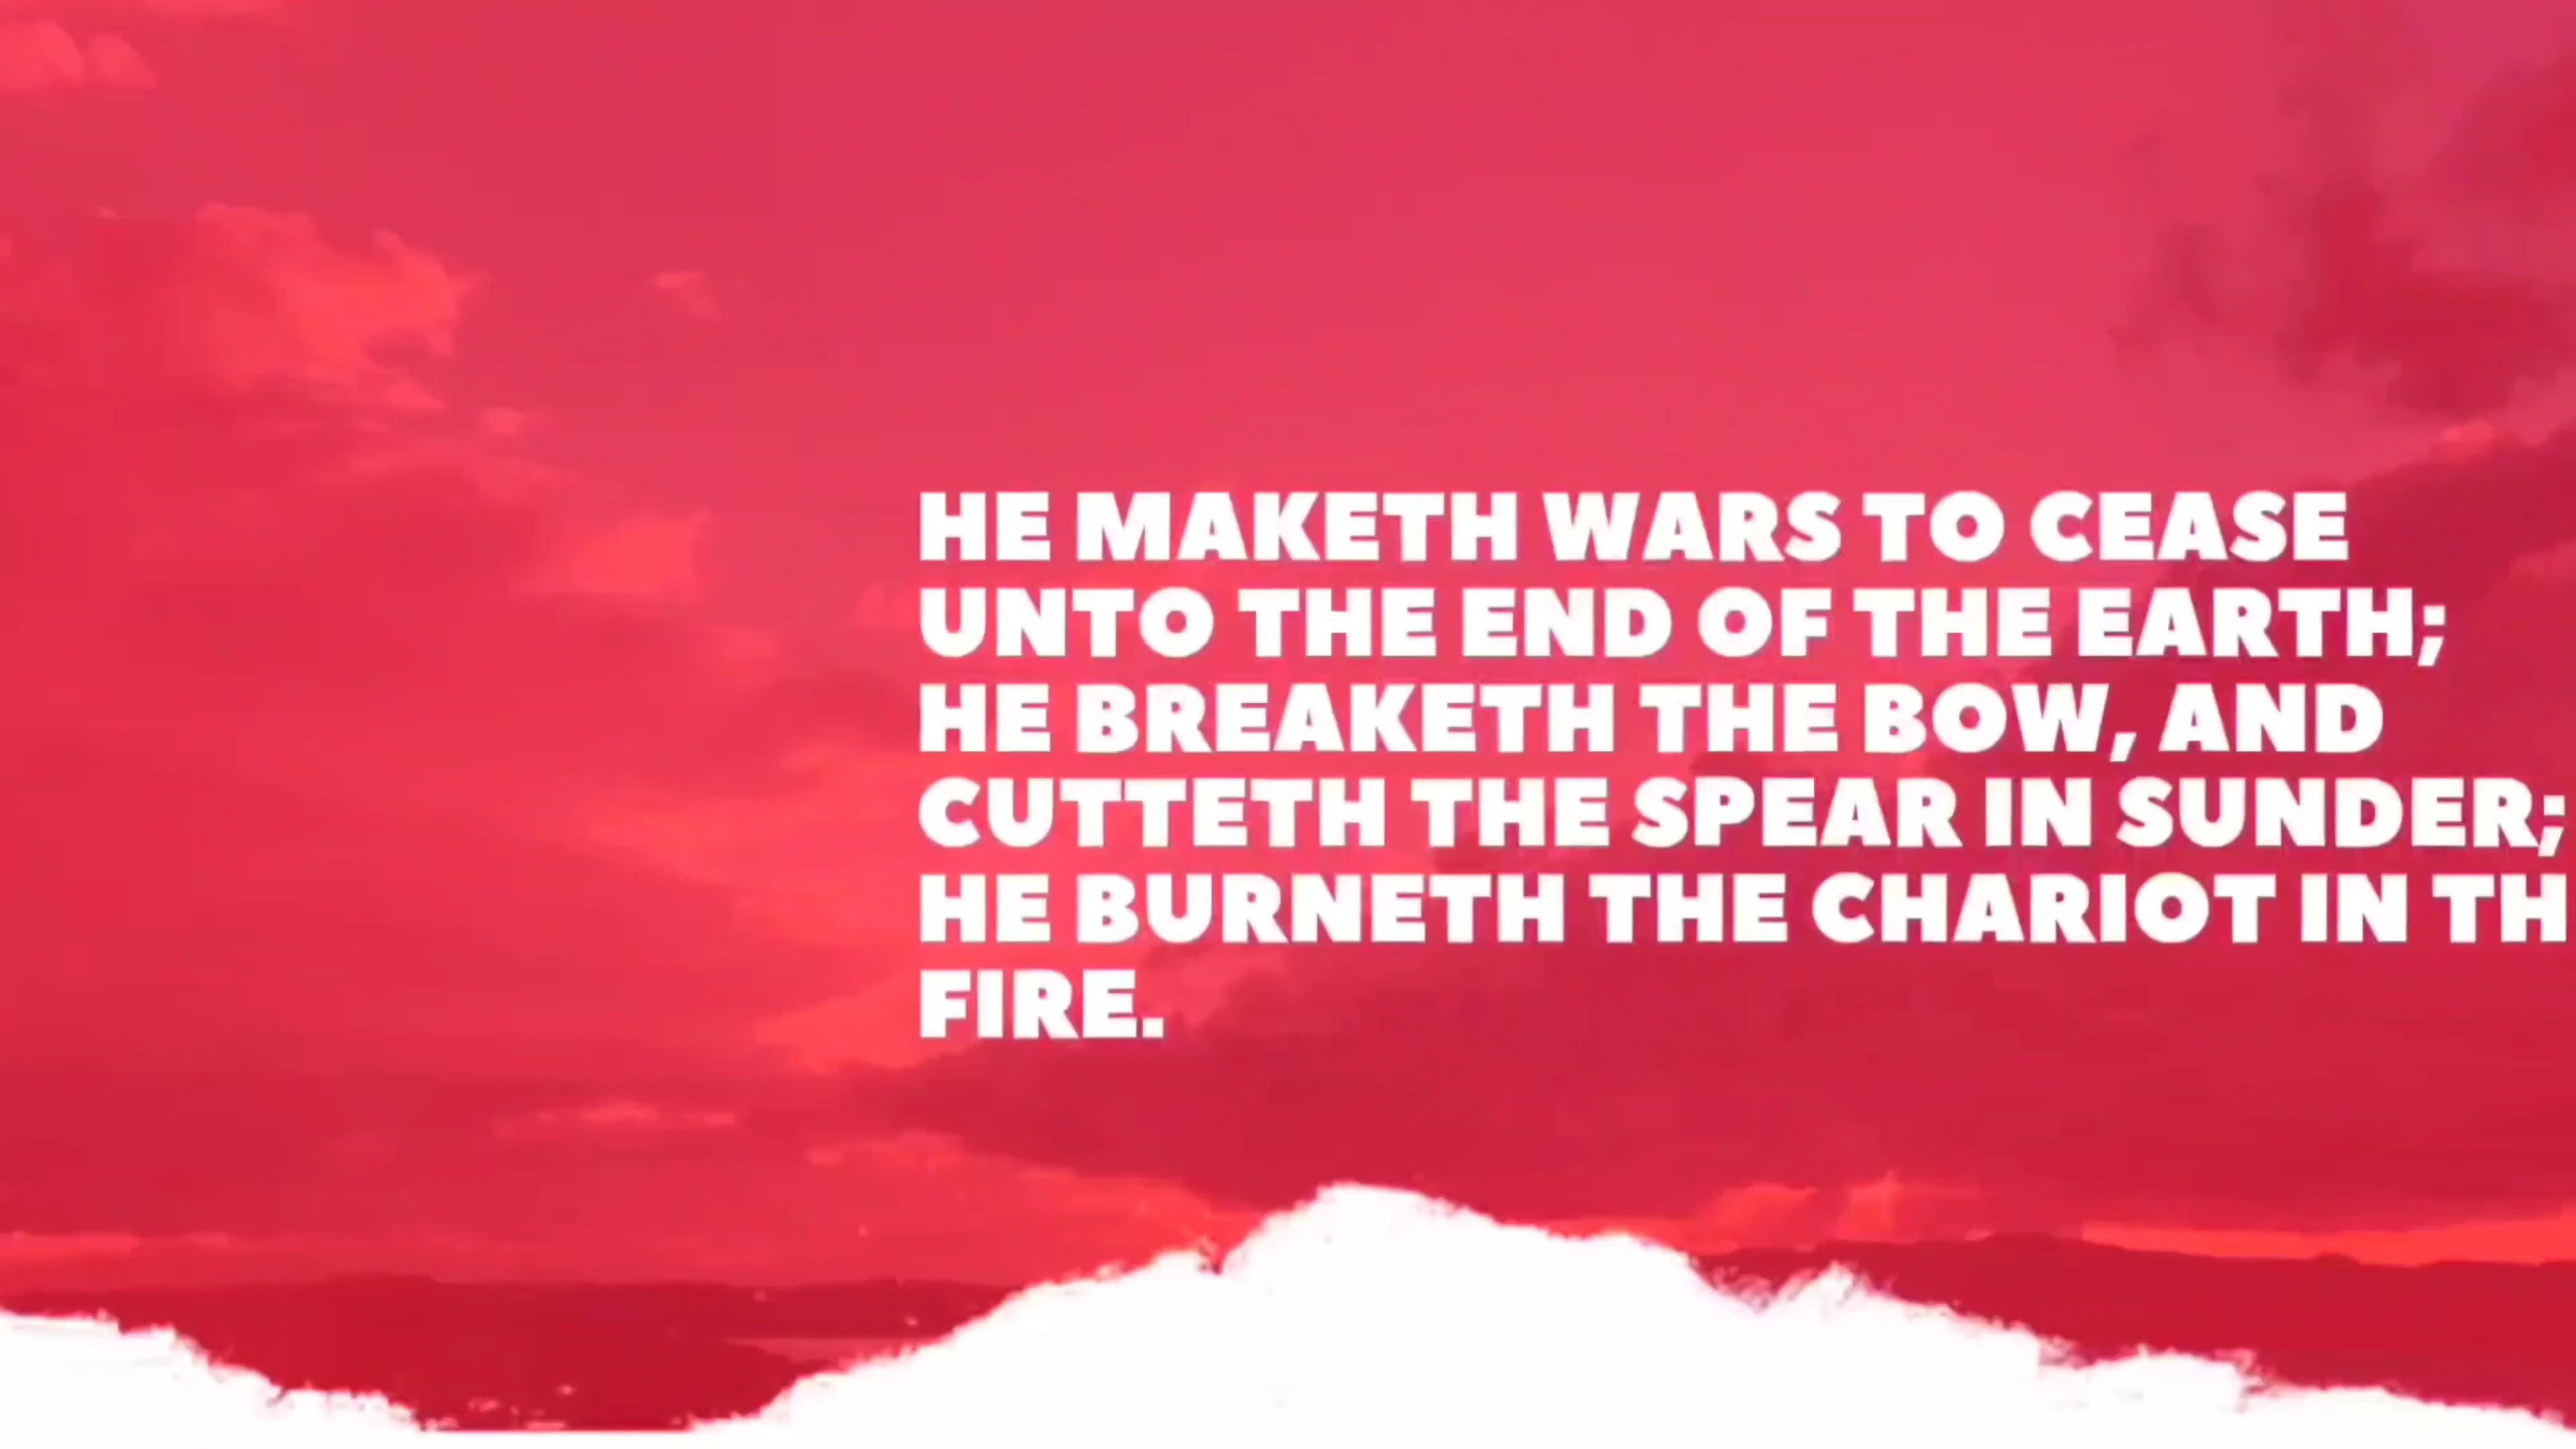 HE MAKETH WARS TO CEASE
UNTO THE END OF THE EARTH;
HE BREAKETH THE BOW, AND
CUTTETH THE SPEAR IN SUNDER;
HE BURNETH THE CHARIOT IN TH
FIRE.